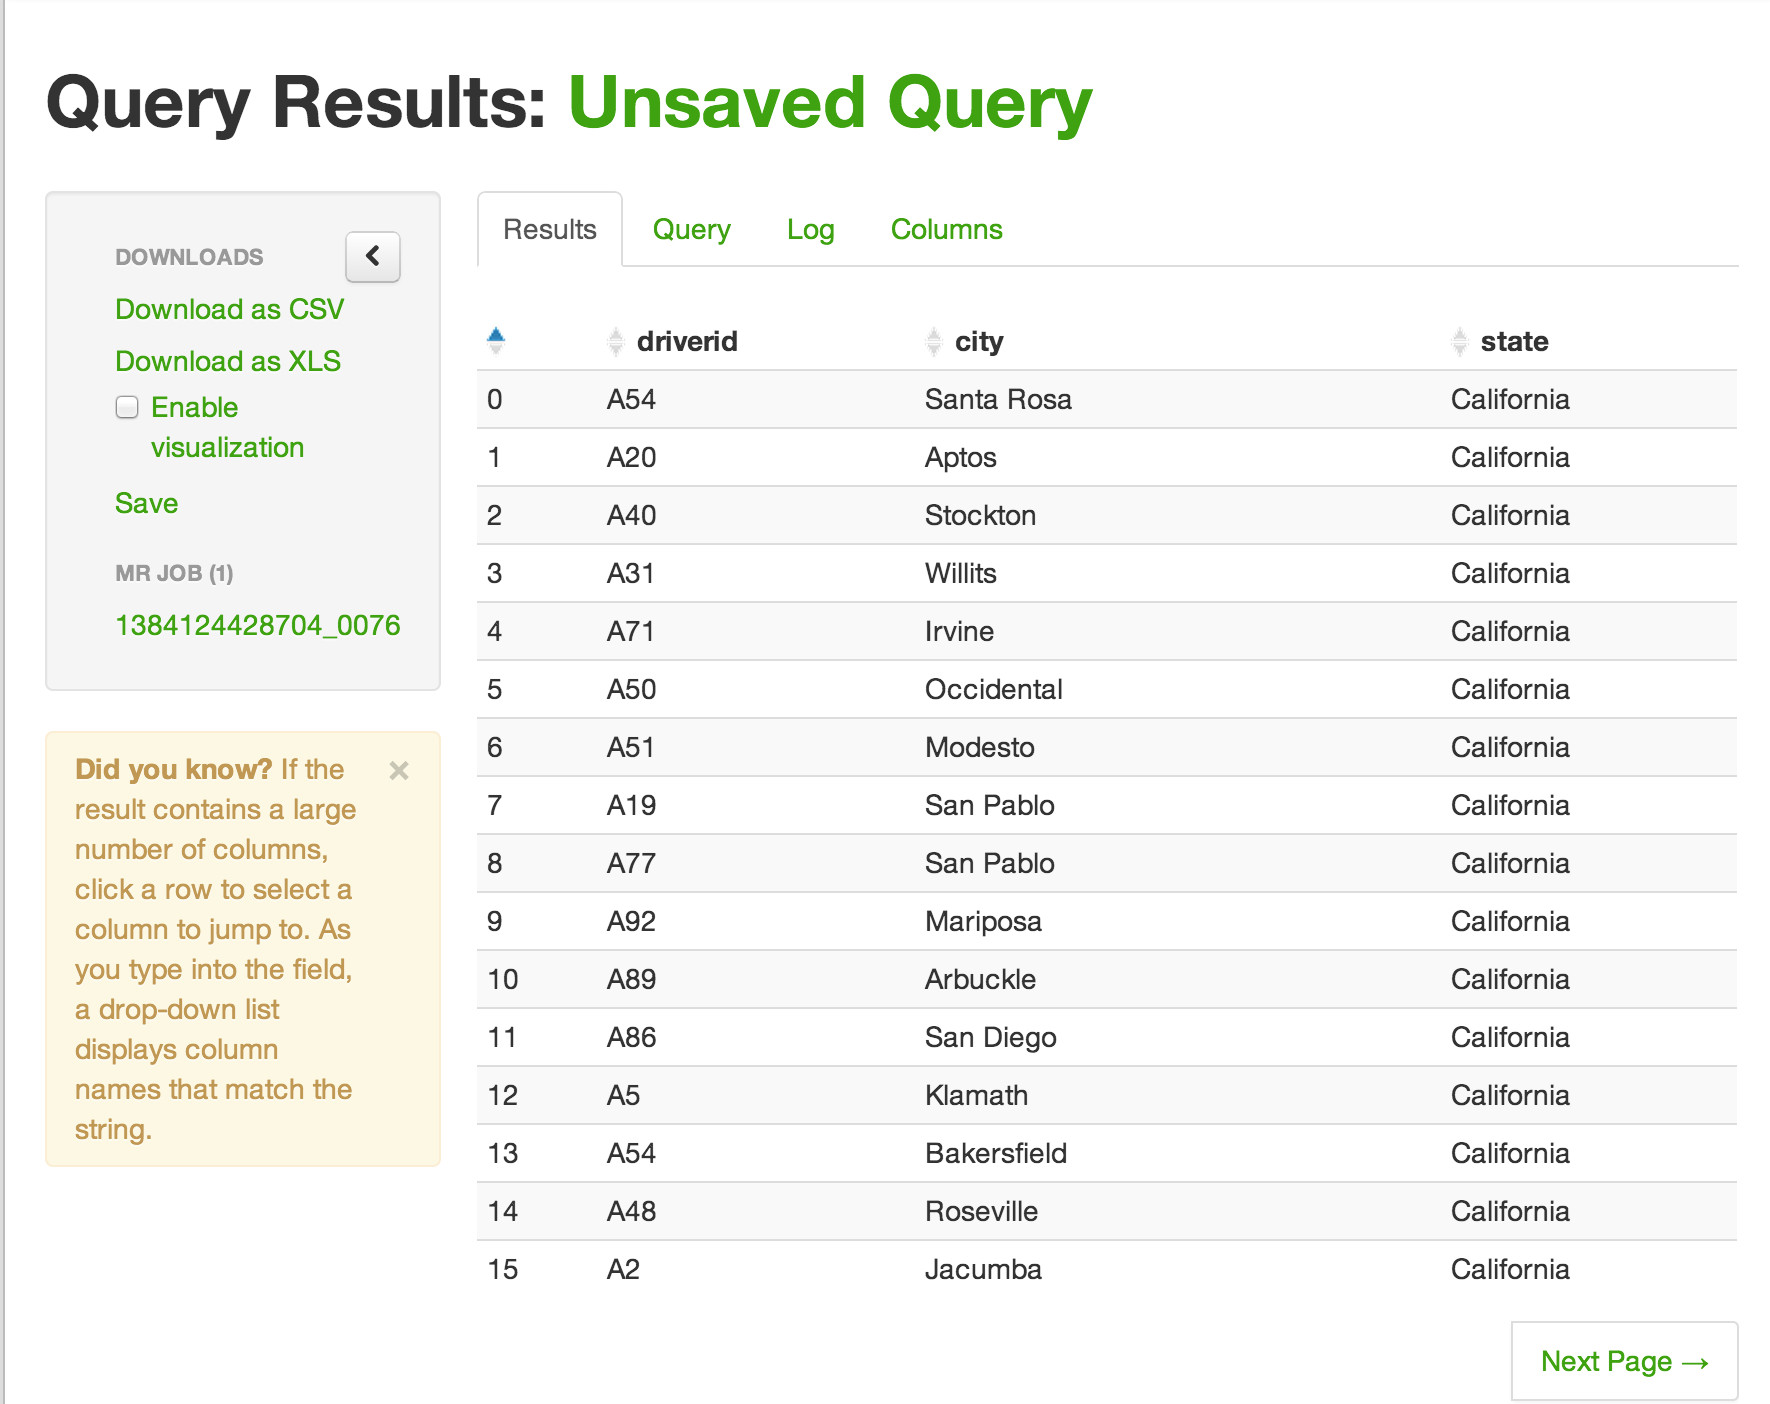 Query Results: Unsaved Query
DOWNLOADS
Download as CSV
Download as XLS
Enable
visualization
Save
MR JOB (1)
1384124428704_0076
Did you know? If the
result contains a large
number of columns,
click a row to select a
column to jump to. As
you type into the field,
a drop-down list
displays column
names that match the
string.
Results Query Log Columns
driverid city state
0 A54 Santa Rosa California
1 A20 Aptos California
2 A40 Stockton California
3 A31 Willits California
4 A71 Irvine California
5 A50 Occidental California
6 A51 Modesto California
7 A19 San Pablo California
8 A77 San Pablo California
9 A92 Mariposa California
10 A89 Arbuckle California
11 A86 San Diego California
12 A5 Klamath California
13 A54 Bakersfield California
14 A48 Roseville California
15 A2 Jacumba California
Next Page →